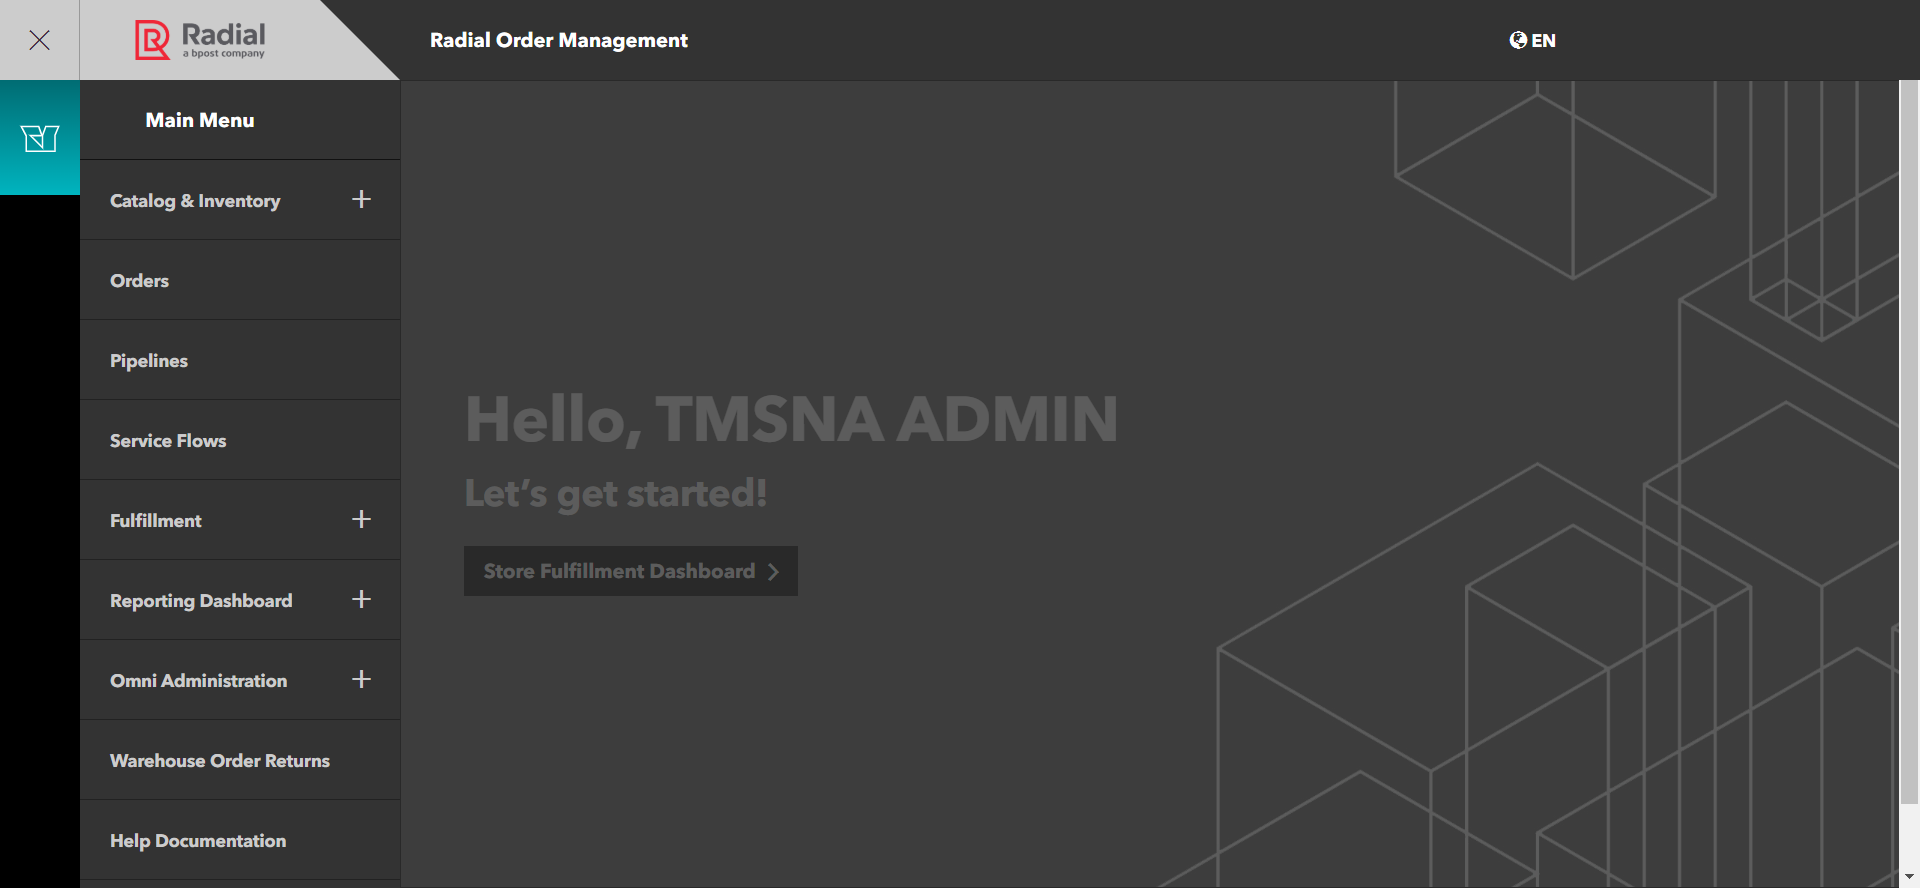 Radial
a bpost company
Radial Order Management
EN
Main Menu
Catalog & Inventory
Orders
Pipelines
Service Flows
Fulfillment
Reporting Dashboard
Omni Administration
Warehouse Order Returns
Help Documentation
Hello, TMSNA ADMIN
Let’s get started!
Store Fulfillment Dashboard